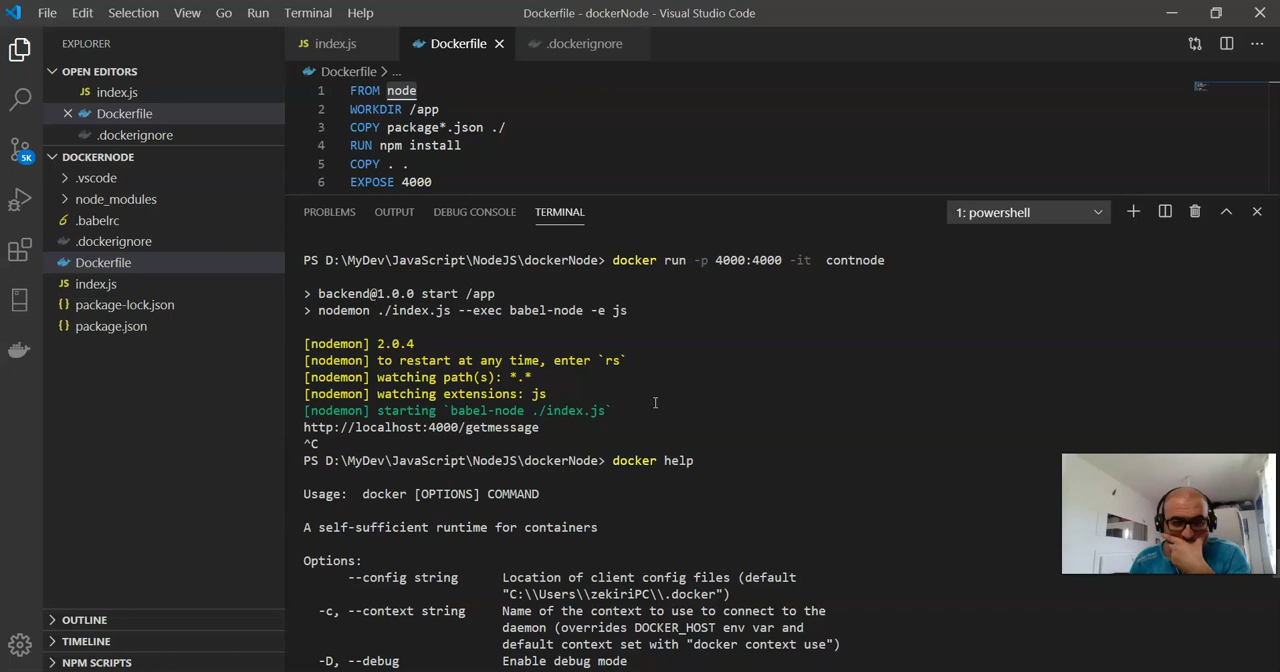 File Edit Selection View Go Run Terminal Help
Dockerfile - dockerNode - Visual Studio Code
EXPLORER
OPEN EDITORS
JS index.js
Dockerfile
.dockerignore
DOCKERNODE
.vscode
node_modules
.babelrc
.dockerignore
Dockerfile
JS index.js
{} package-lock.json
{} package.json
OUTLINE
TIMELINE
NPM SCRIPTS
5K
JS index.js Dockerfile .dockerignore
Dockerfile > ...
1 FROM node
2 WORKDIR /app
3 COPY package*.json ./
4 RUN npm install
5 COPY . .
6 EXPOSE 4000
PROBLEMS OUTPUT DEBUG CONSOLE TERMINAL
1: powershell
PS D:\MyDev\JavaScript\NodeJS\dockerNode> docker run -p 4000:4000 -it contnode
> backend@1.0.0 start /app
> nodemon ./index.js --exec babel-node -e js
[nodemon] 2.0.4
[nodemon] to restart at any time, enter `rs`
[nodemon] watching path(s): *.*
[nodemon] watching extensions: js
[nodemon] starting `babel-node ./index.js`
http://localhost:4000/getmessage
^C
PS D:\MyDev\JavaScript\NodeJS\dockerNode> docker help
Usage: docker [OPTIONS] COMMAND
A self-sufficient runtime for containers
Options:
--config string Location of client config files (default
"C:\\Users\\zekiriPC\\.docker")
-c, --context string Name of the context to use to connect to the
daemon (overrides DOCKER_HOST env var and
default context set with "docker context use")
-D, --debug Enable debug mode